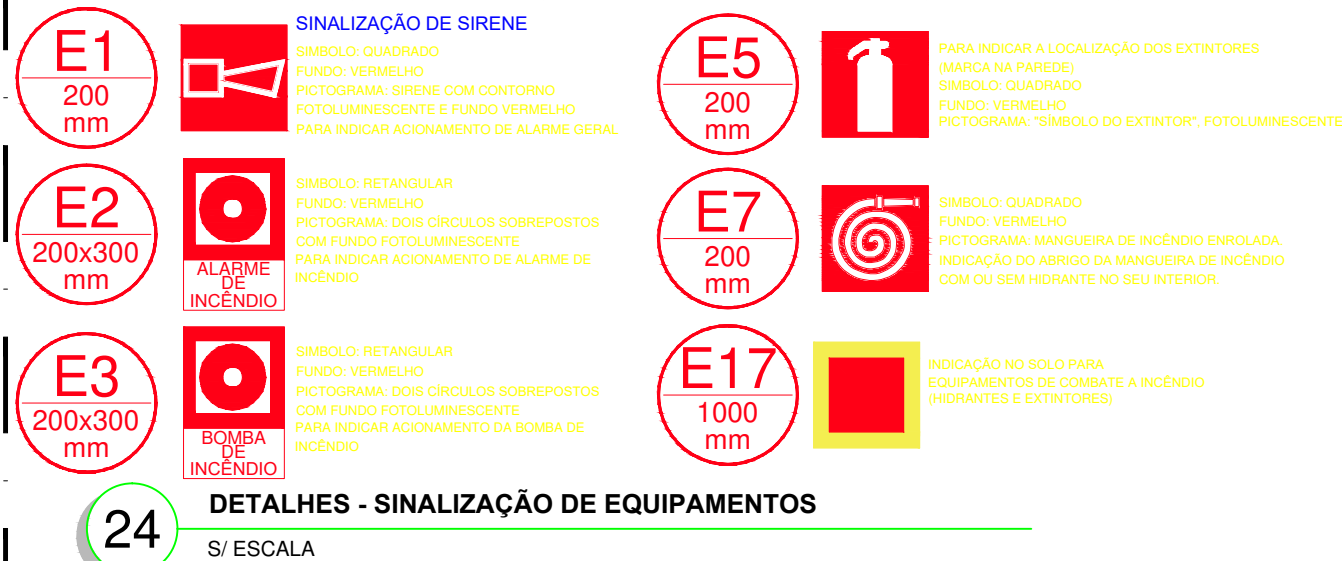 E1
200
mm
SINALIZAÇÃO DE SIRENE
SIMBOLO: QUADRADO
FUNDO: VERMELHO
PICTOGRAMA: SIRENE COM CONTORNO
FOTOLUMINESCENTE E FUNDO VERMELHO
PARA INDICAR ACIONAMENTO DE ALARME GERAL
E5
200
mm
PARA INDICAR A LOCALIZAÇÃO DOS EXTINTORES
(MARCA NA PAREDE)
SIMBOLO: QUADRADO
FUNDO: VERMELHO
PICTOGRAMA: "SÍMBOLO DO EXTINTOR", FOTOLUMINESCENTE
E2
200x300
mm
ALARME
DE
INCÊNDIO
SIMBOLO: RETANGULAR
FUNDO: VERMELHO
PICTOGRAMA: DOIS CÍRCULOS SOBREPOSTOS
COM FUNDO FOTOLUMINESCENTE
PARA INDICAR ACIONAMENTO DE ALARME DE
INCÊNDIO
E7
200
mm
SIMBOLO: QUADRADO
FUNDO: VERMELHO
PICTOGRAMA: MANGUEIRA DE INCÊNDIO ENROLADA.
INDICAÇÃO DO ABRIGO DA MANGUEIRA DE INCÊNDIO
COM OU SEM HIDRANTE NO SEU INTERIOR.
E3
200x300
mm
BOMBA
DE
INCÊNDIO
SIMBOLO: RETANGULAR
FUNDO: VERMELHO
PICTOGRAMA: DOIS CÍRCULOS SOBREPOSTOS
COM FUNDO FOTOLUMINESCENTE
PARA INDICAR ACIONAMENTO DA BOMBA DE
INCÊNDIO
E17
1000
mm
INDICAÇÃO NO SOLO PARA
EQUIPAMENTOS DE COMBATE A INCÊNDIO
(HIDRANTES E EXTINTORES)
24
DETALHES - SINALIZAÇÃO DE EQUIPAMENTOS
S/ ESCALA